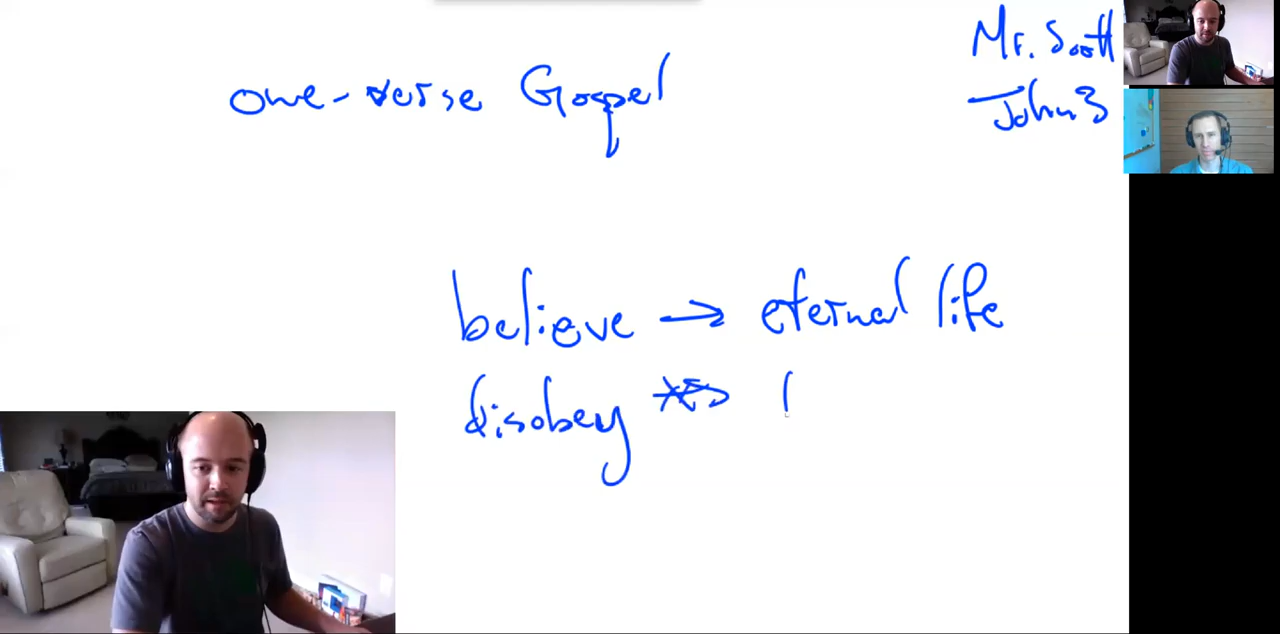 Mr. Scott
one-verse Gospel
John 3
believe → eternal life
disobey